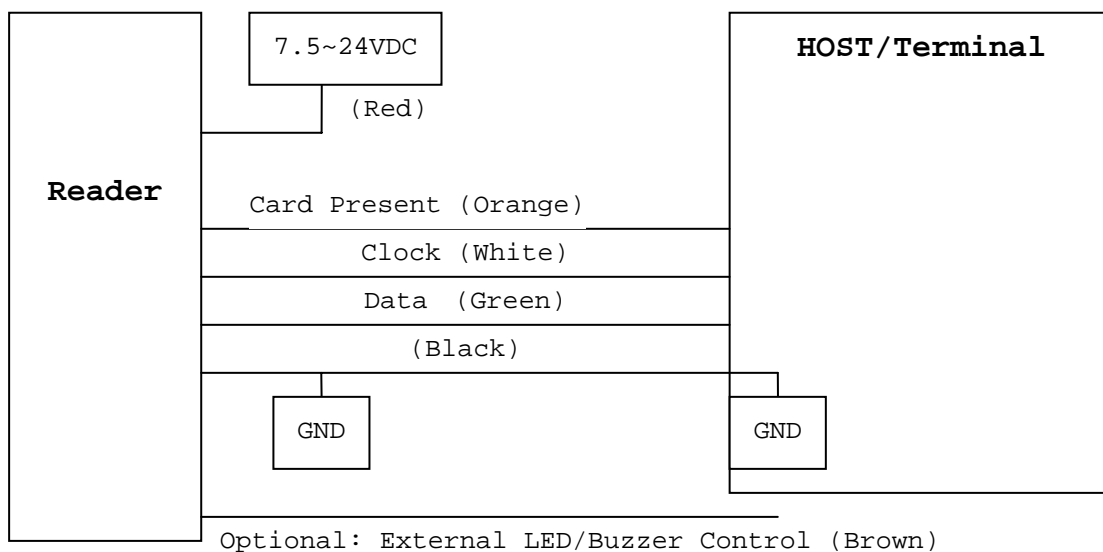 7.5~24VDC
HOST/Terminal
(Red)
Reader
Card Present (Orange)
Clock (White)
Data (Green)
(Black)
GND
GND
Optional: External LED/Buzzer Control (Brown)